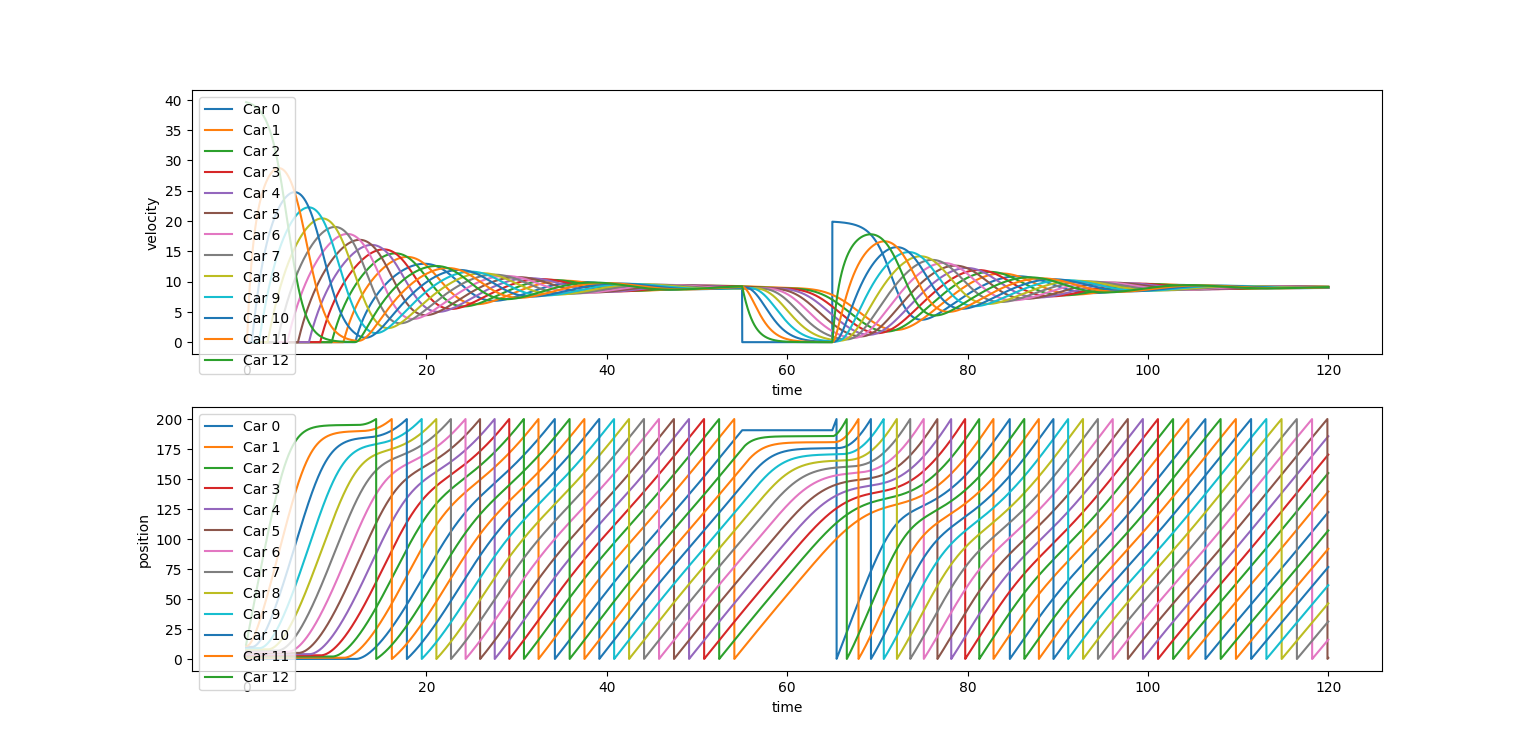 40
35
30
25
20
15
10
5
0
velocity
Car 0
Car 1
Car 2
Car 3
Car 4
Car 5
Car 6
Car 7
Car 8
Car 9
Car 10
Car 11
Car 12
0 20 40 60 80 100 120
time
200
175
150
125
100
75
50
25
0
position
Car 0
Car 1
Car 2
Car 3
Car 4
Car 5
Car 6
Car 7
Car 8
Car 9
Car 10
Car 11
Car 12
0 20 40 60 80 100 120
time